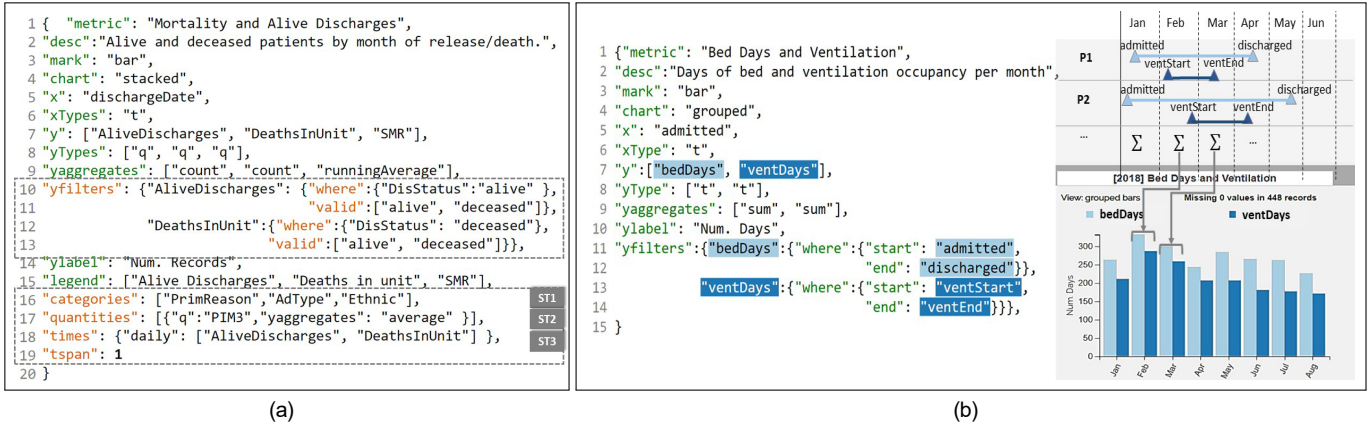 1 {  "metric": "Mortality and Alive Discharges",
2 "desc":"Alive and deceased patients by month of release/death.",
3 "mark": "bar",
4 "chart": "stacked",
5 "x": "dischargeDate",
6 "xTypes": "t",
7 "y": ["AliveDischarges", "DeathsInUnit", "SMR"],
8 "yTypes": ["q", "q", "q"],
9 "yaggregates": ["count", "count", "runningAverage"],
10 "yfilters": {"AliveDischarges": {"where":{"DisStatus":"alive" },
11 "valid":["alive", "deceased"]},
12 "DeathsInUnit":{"where":{"DisStatus": "deceased"},
13 "valid":["alive", "deceased"]}},
14 "ylabel": "Num. Records",
15 "legend": ["Alive Discharges", "Deaths in unit", "SMR"],
16 "categories": ["PrimReason","AdType","Ethnic"],
ST1
17 "quantities": [{"q":"PIM3","yaggregates": "average" }],
ST2
18 "times": {"daily": ["AliveDischarges", "DeathsInUnit"] },
ST3
19 "tspan": 1
20 }
(a)
1 {"metric": "Bed Days and Ventilation",
2 "desc":"Days of bed and ventilation occupancy per month",
3 "mark": "bar",
4 "chart": "grouped",
5 "x": "admitted",
6 "xType": "t",
7 "y":["bedDays", "ventDays"],
8 "yType": ["t", "t"],
9 "yaggregates": ["sum", "sum"],
10 "ylabel": "Num. Days",
11 "yfilters":{"bedDays":{"where":{"start": "admitted",
12 "end": "discharged"}},
13 "ventDays":{"where":{"start": "ventStart",
14 "end": "ventEnd"}}},
15 }
Jan Feb Mar Apr May Jun
admitted discharged
P1
ventStart ventEnd
admitted discharged
P2
ventStart ventEnd
... Σ Σ Σ ...
[2018] Bed Days and Ventilation
View: grouped bars Missing 0 values in 448 records
bedDays ventDays
Num. Days
300
250
200
150
100
50
0
Jan Feb Mar Apr May Jun Jul Aug
(b)